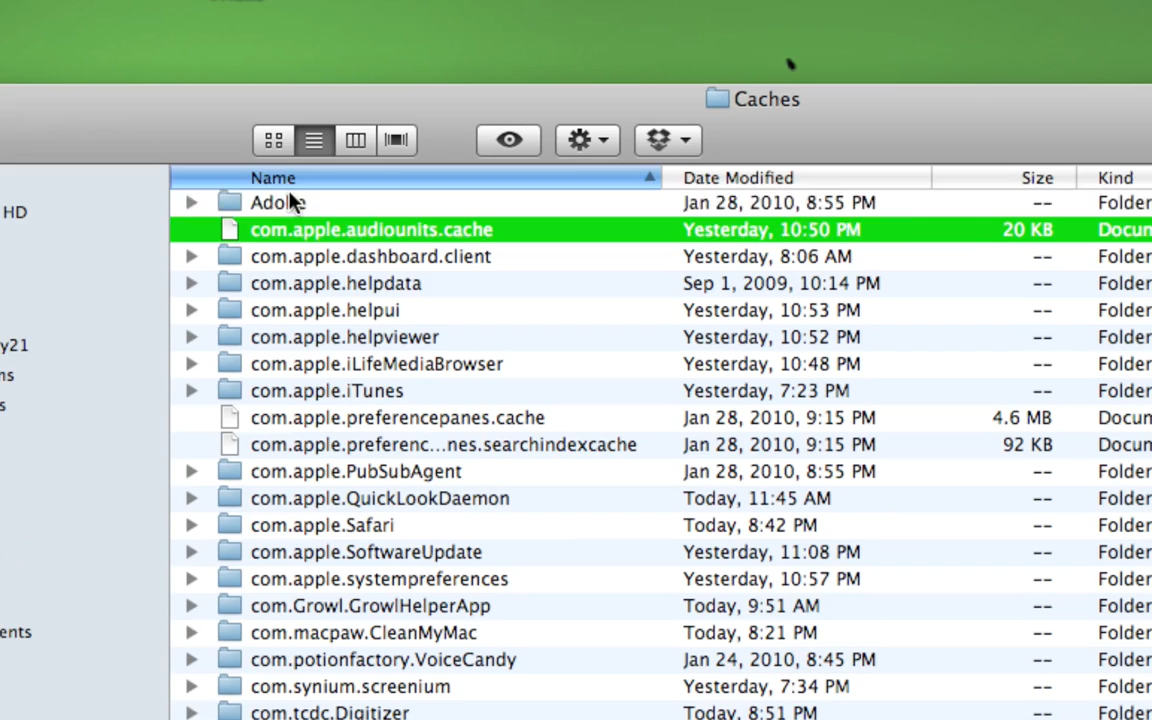 Caches
Name Date Modified Size Kind
HD
Adobe Jan 28, 2010, 8:55 PM -- Folder
com.apple.audiounits.cache Yesterday, 10:50 PM 20 KB Docun
com.apple.dashboard.client Yesterday, 8:06 AM -- Folder
com.apple.helpdata Sep 1, 2009, 10:14 PM -- Folder
com.apple.helpui Yesterday, 10:53 PM -- Folder
y21
com.apple.helpviewer Yesterday, 10:52 PM -- Folder
ms
com.apple.iLifeMediaBrowser Yesterday, 10:48 PM -- Folder
s
com.apple.iTunes Yesterday, 7:23 PM -- Folder
com.apple.preferencepanes.cache Jan 28, 2010, 9:15 PM 4.6 MB Docun
com.apple.preferenc...nes.searchindexcache Jan 28, 2010, 9:15 PM 92 KB Docun
com.apple.PubSubAgent Jan 28, 2010, 8:55 PM -- Folder
com.apple.QuickLookDaemon Today, 11:45 AM -- Folder
com.apple.Safari Today, 8:42 PM -- Folder
com.apple.SoftwareUpdate Yesterday, 11:08 PM -- Folder
com.apple.systempreferences Yesterday, 10:57 PM -- Folder
com.Growl.GrowlHelperApp Today, 9:51 AM -- Folder
ents
com.macpaw.CleanMyMac Today, 8:21 PM -- Folder
com.potionfactory.VoiceCandy Jan 24, 2010, 8:45 PM -- Folder
com.synium.screenium Yesterday, 7:34 PM -- Folder
com.tcdc.Digitizer Today, 8:51 PM -- Folder